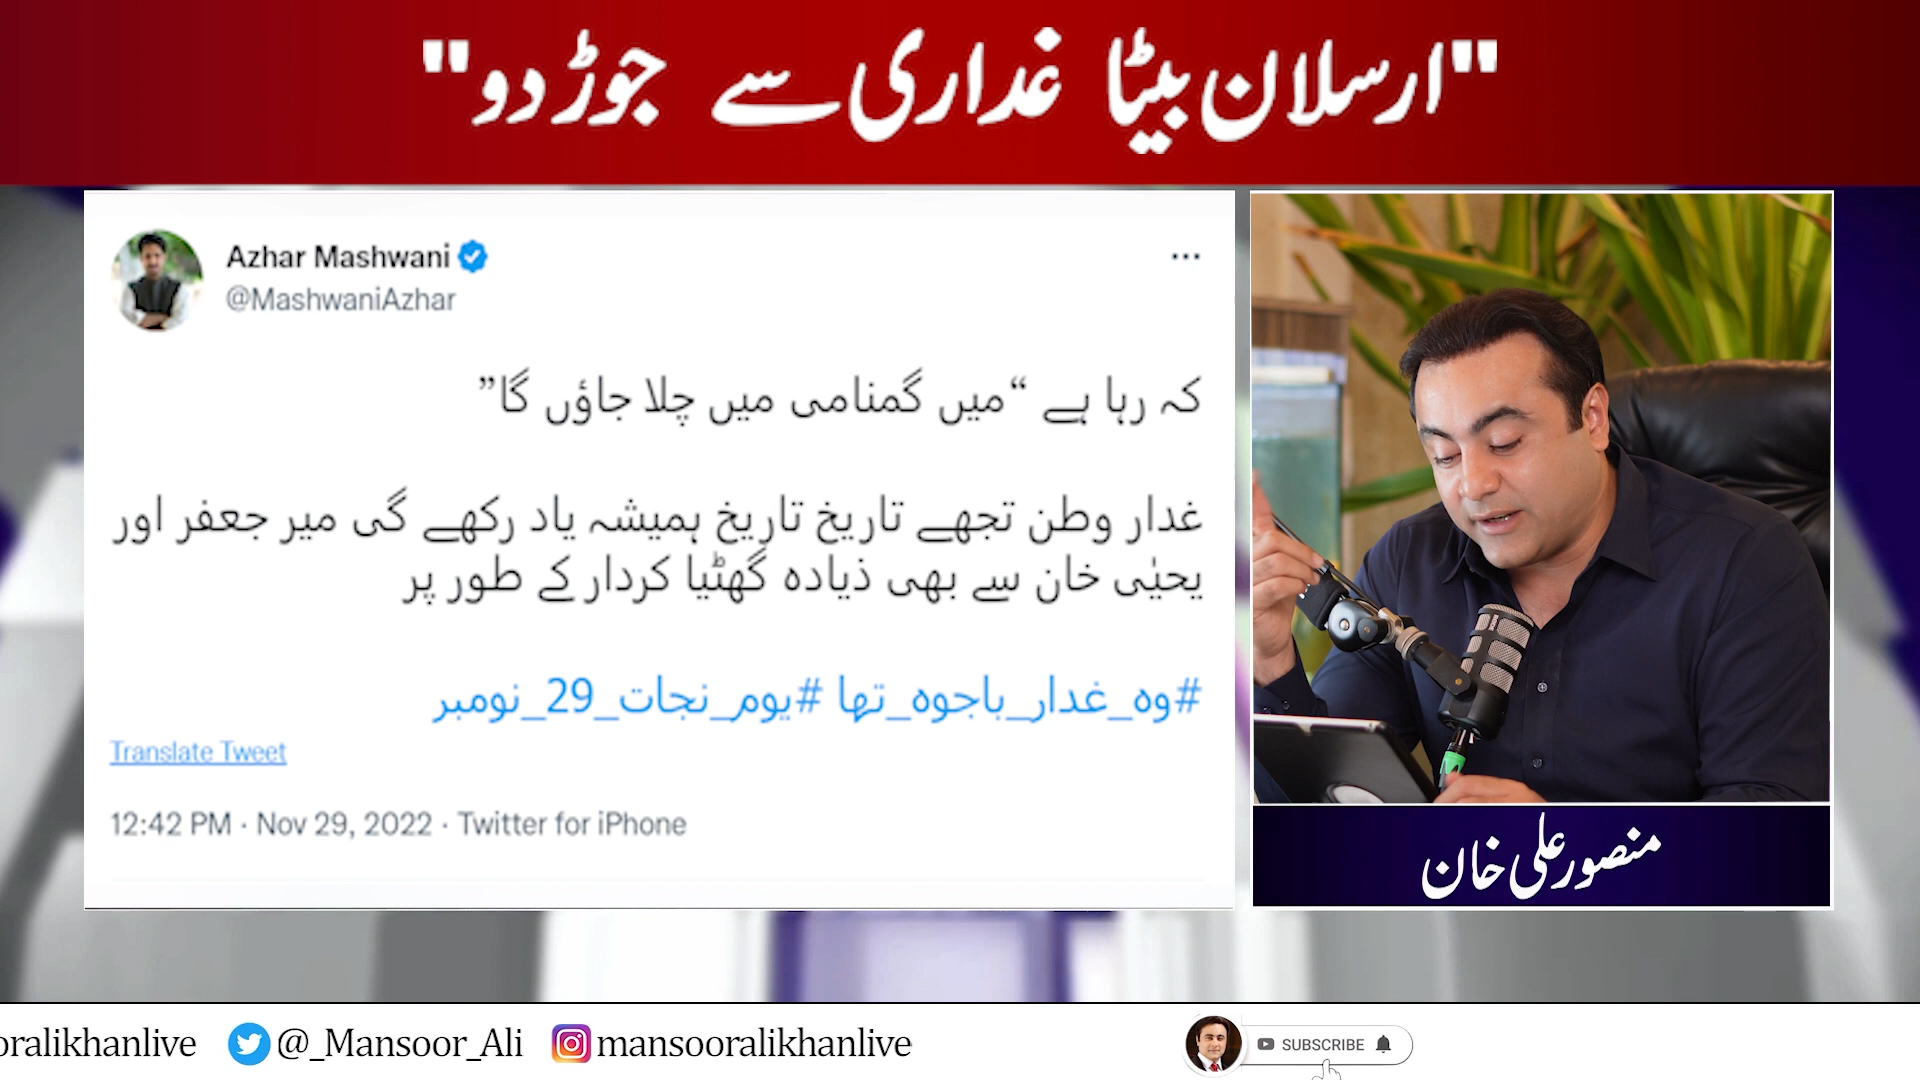 "ارسلان بیٹا غداری سے جوڑ دو"
Azhar Mashwani
@MashwaniAzhar
کہ رہا ہے “میں گمنامی میں چلا جاؤں گا”
غدار وطن تجھے تاریخ تاریخ ہمیشہ یاد رکھے گی میر جعفر اور
یحیٰی خان سے بھی ذیادہ گھٹیا کردار کے طور پر
#وہ_غدار_باجوہ_تھا #یوم_نجات_29_نومبر
Translate Tweet
12:42 PM · Nov 29, 2022 · Twitter for iPhone
منصور علی خان
oralikhanlive @_Mansoor_Ali mansooralikhanlive SUBSCRIBE